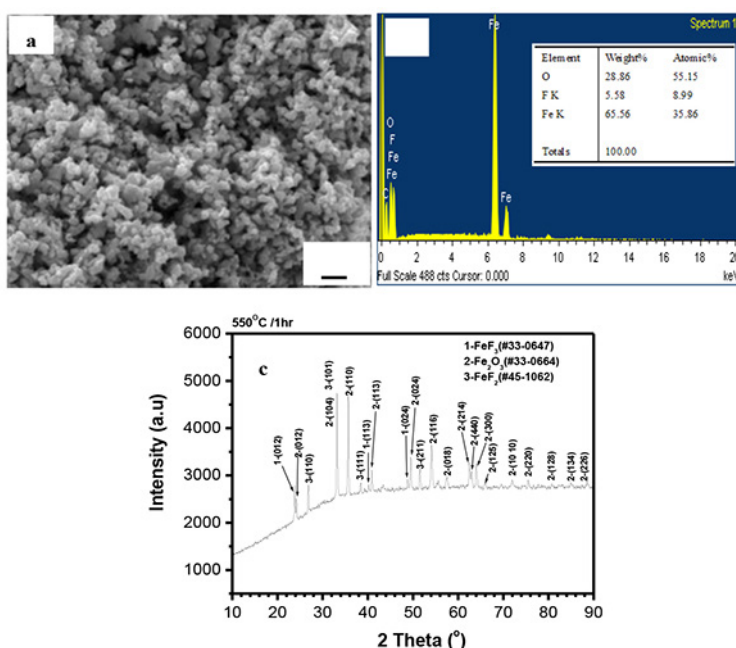 a
Spectrum 1
Fe
Element Weight% Atomic%
O 28.86 55.15
F K 5.58 8.99
Fe K 65.56 35.86
Totals 100.00
O
F
Fe
Fe
C
Fe
0 2 4 6 8 10 12 14 16 18 20
Full Scale 488 cts Cursor: 0.000
keV
550°C /1hr
c
1-FeF3(#33-0647)
2-Fe2O3(#33-0664)
3-FeF2(#45-1062)
1-(012)
2-(012)
3-(110)
2-(104)
3-(101)
2-(110)
3-(111)
1-(113)
2-(113)
1-(024)
2-(024)
3-(211)
2-(116)
2-(018)
2-(214)
2-(440)
2-(300)
2-(125)
2-(10 10)
2-(220)
2-(128)
2-(134)
2-(226)
Intensity (a.u)
6000
5000
4000
3000
2000
1000
10 20 30 40 50 60 70 80 90
2 Theta (°)